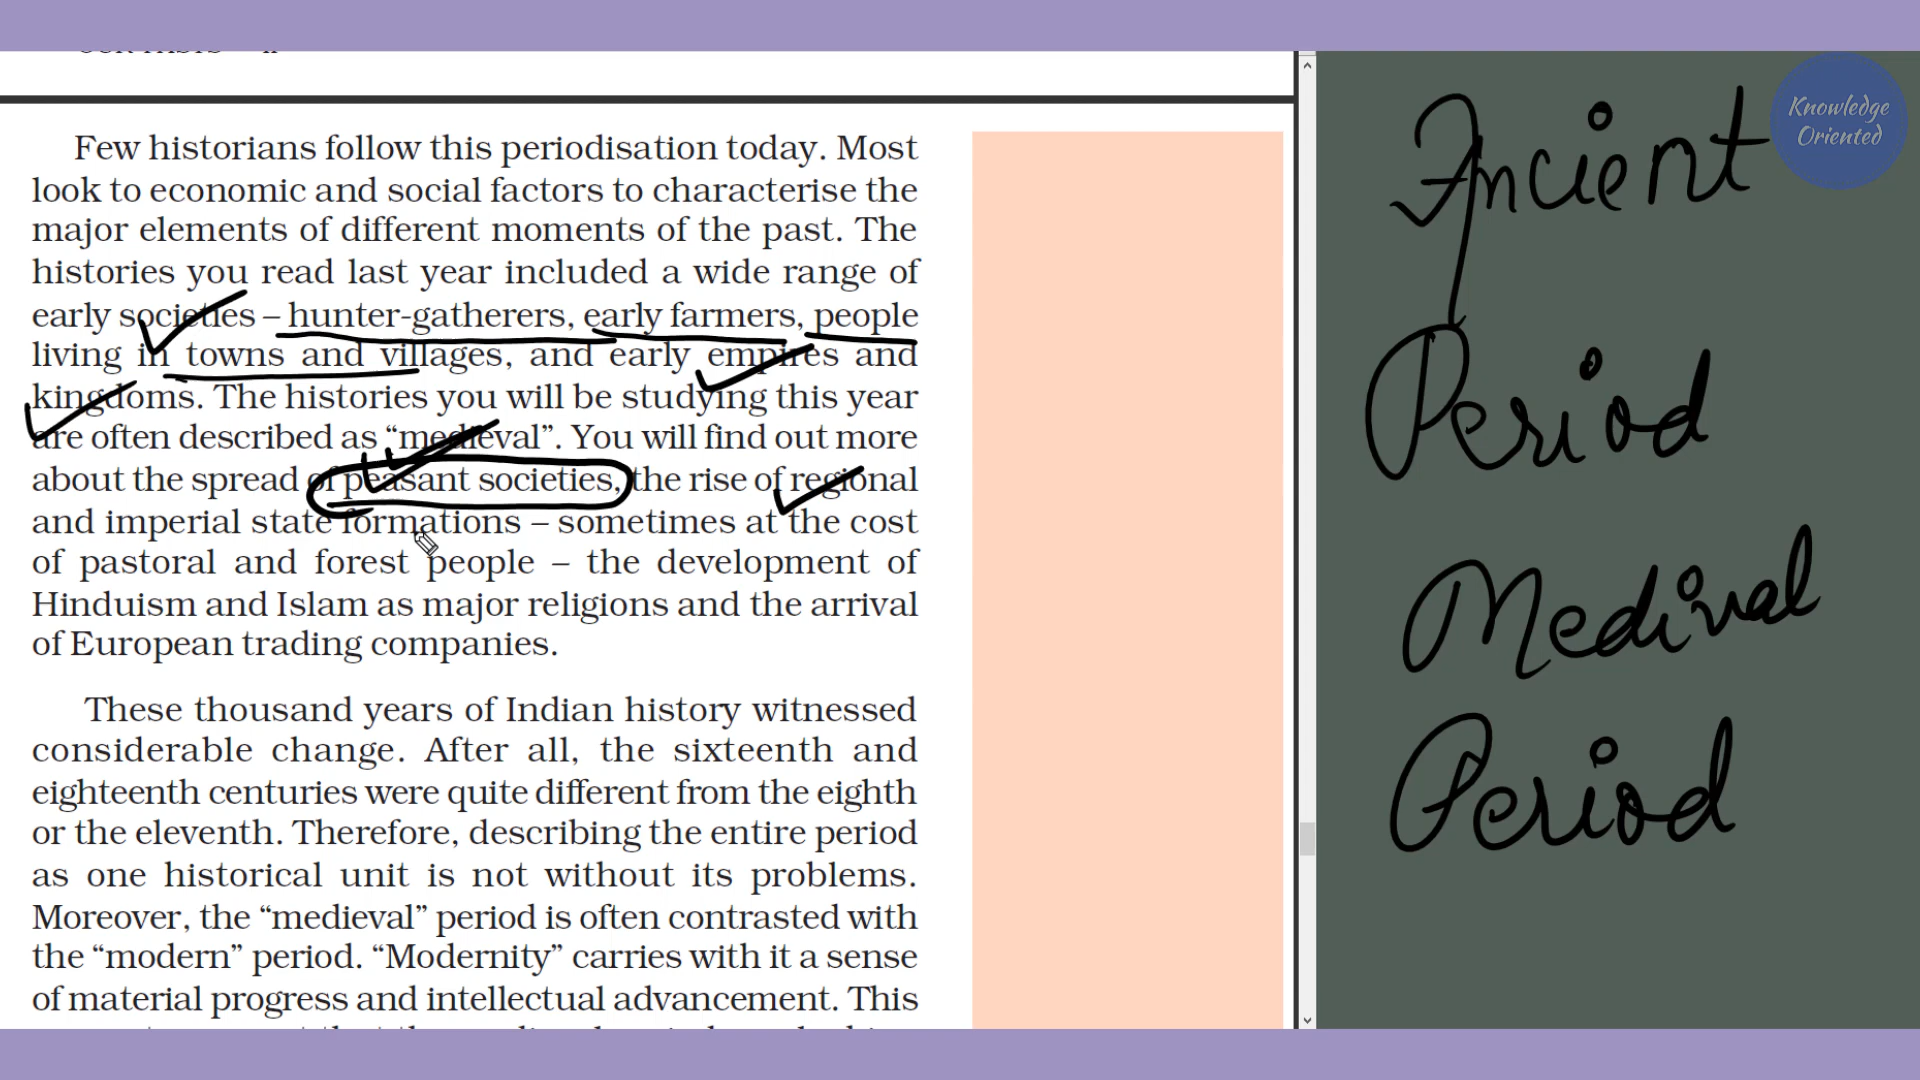 OUR PASTS – II
Few historians follow this periodisation today. Most
look to economic and social factors to characterise the
major elements of different moments of the past. The
histories you read last year included a wide range of
early societies – hunter-gatherers, early farmers, people
living in towns and villages, and early empires and
kingdoms. The histories you will be studying this year
are often described as “medieval”. You will find out more
about the spread of peasant societies, the rise of regional
and imperial state formations – sometimes at the cost
of pastoral and forest people – the development of
Hinduism and Islam as major religions and the arrival
of European trading companies.
These thousand years of Indian history witnessed
considerable change. After all, the sixteenth and
eighteenth centuries were quite different from the eighth
or the eleventh. Therefore, describing the entire period
as one historical unit is not without its problems.
Moreover, the “medieval” period is often contrasted with
the “modern” period. “Modernity” carries with it a sense
of material progress and intellectual advancement. This
Ancient
Period
Medival
Period
Knowledge
Oriented